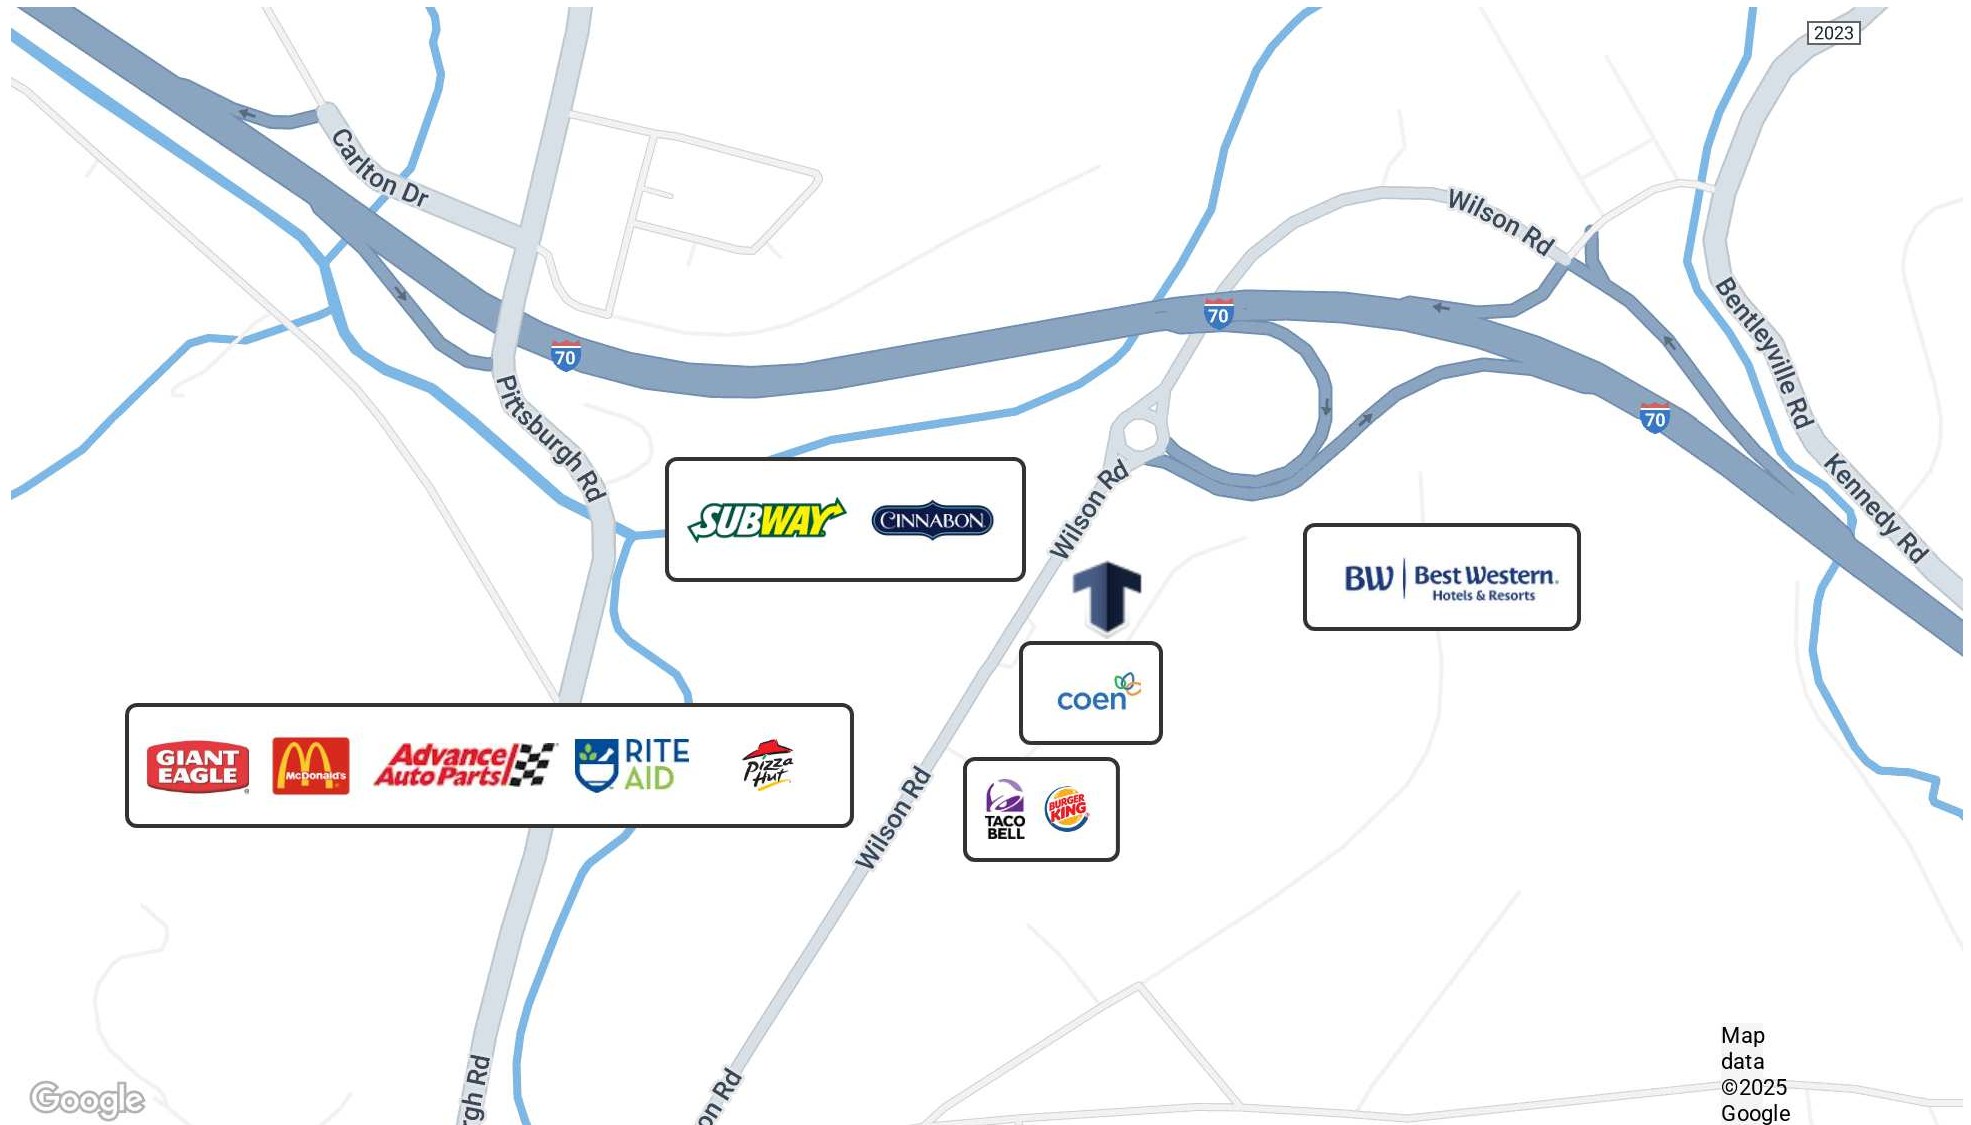 2023
Carlton Dr
Wilson Rd
70
70
70
Bentleyville Rd
Pittsburgh Rd
Kennedy Rd
Wilson Rd
SUBWAY
CINNABON
BW
Best Western.
Hotels & Resorts
coen
GIANT
EAGLE
McDonald's
Advance
Auto Parts
RITE
AID
Pizza
Hut
TACO
BELL
BURGER
KING
Wilson Rd
rgh Rd
on Rd
Map
data
©2025
Google
Google